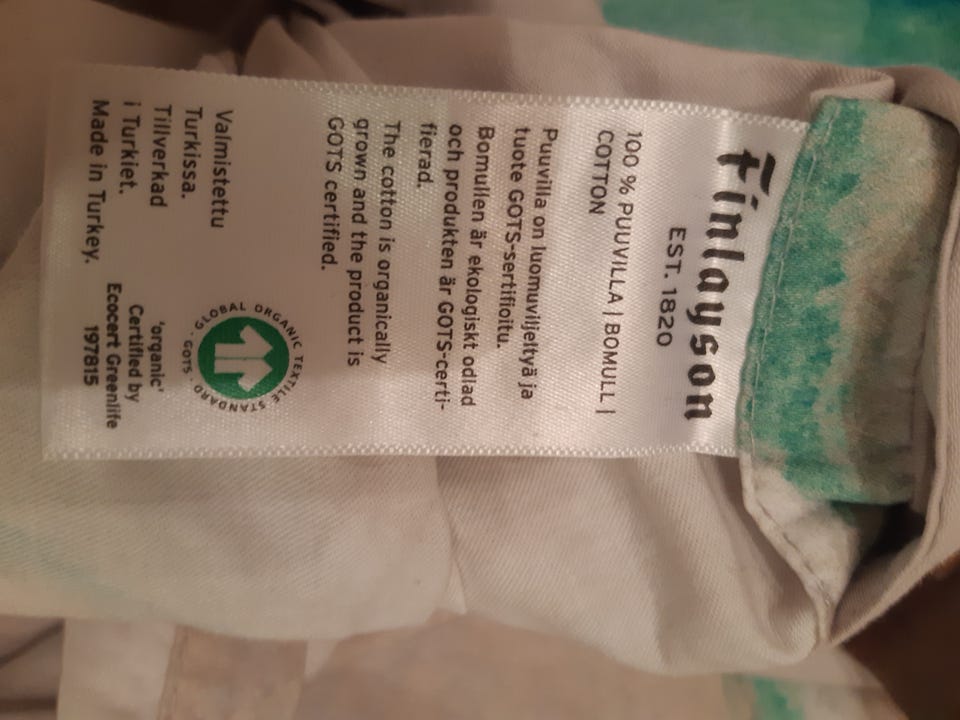 Finlayson
EST. 1820
100 % PUUVILLA | BOMULL |
COTTON
Puuvilla on luomuviljeltyä ja
tuote GOTS-sertifioitu.
Bomullen är ekologiskt odlad
och produkten är GOTS-certi-
fierad.
The cotton is organically
grown and the product is
GOTS certified.
Valmistettu
Turkissa.
Tillverkad
i Turkiet.
Made in Turkey.
GLOBAL ORGANIC TEXTILE STANDARD · GOTS ·
'organic'
Certified by
Ecocert Greenlife
197815